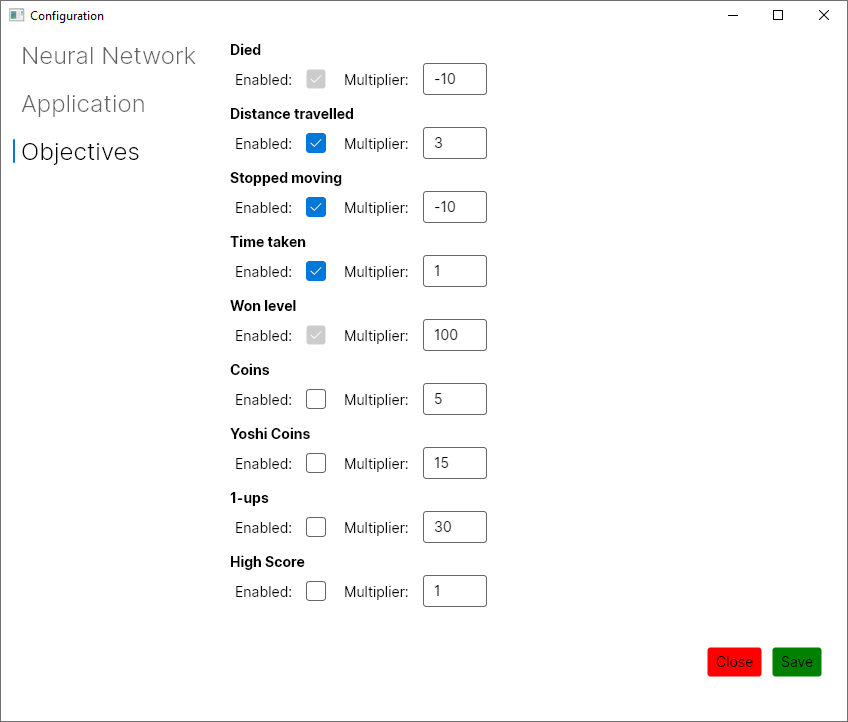 Configuration
Neural Network
Application
Objectives
Died
Enabled: Multiplier: -10
Distance travelled
Enabled: Multiplier: 3
Stopped moving
Enabled: Multiplier: -10
Time taken
Enabled: Multiplier: 1
Won level
Enabled: Multiplier: 100
Coins
Enabled: Multiplier: 5
Yoshi Coins
Enabled: Multiplier: 15
1-ups
Enabled: Multiplier: 30
High Score
Enabled: Multiplier: 1
Close Save